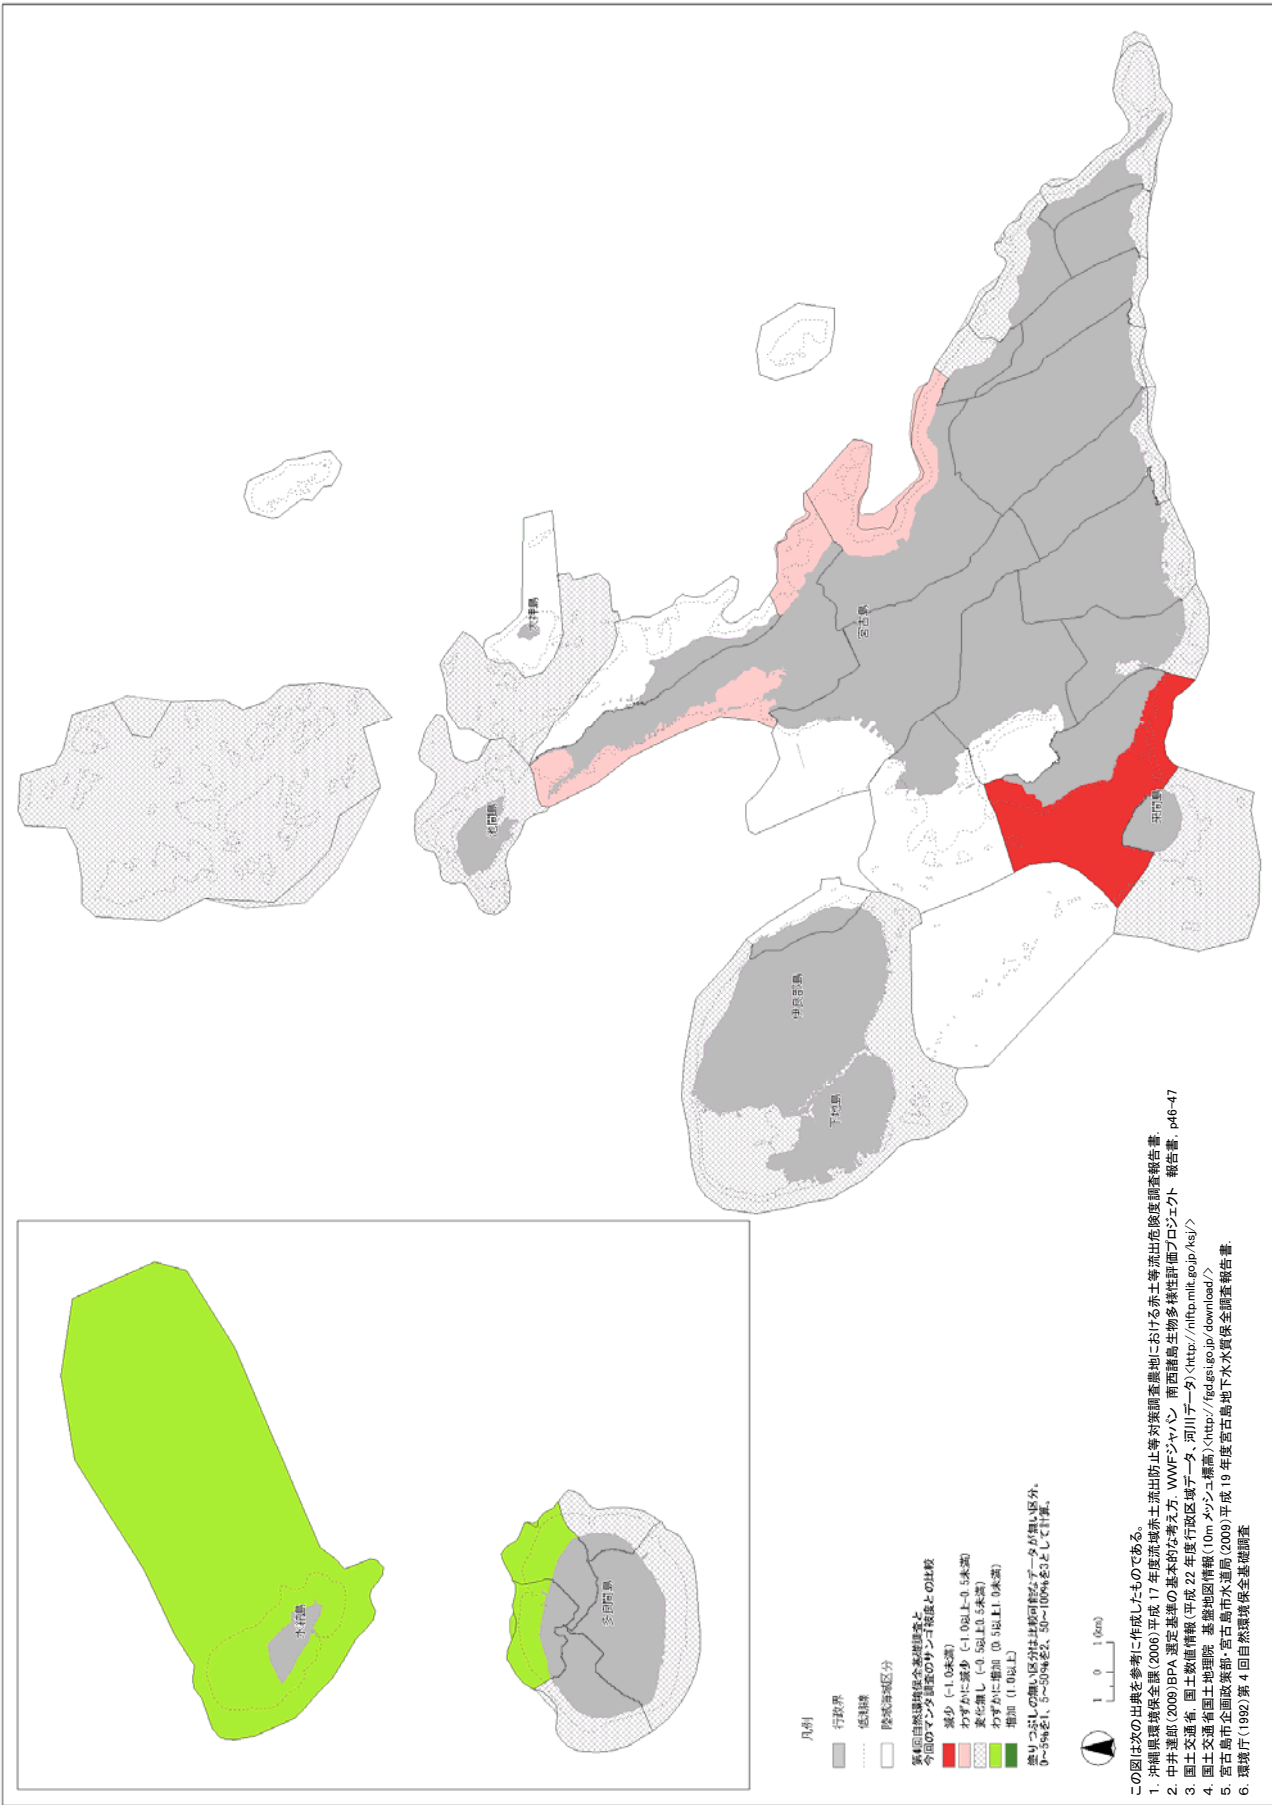 大神島
池間島
宮古島
来間島
伊良部島
下地島
水納島
多良間島
凡例
行政界
低潮線
陸域海域区分
第4回自然環境保全基礎調査と
今回のマンタ調査のサンゴ被度との比較
減少 (-1.0未満)
わずかに減少 (-1.0以上-0.5未満)
変化無し (-0.5以上0.5未満)
わずかに増加 (0.5以上1.0未満)
増加 (1.0以上)
塗りつぶしの無い区分は比較可能なデータが無い区分。
0~5%を1、5~50%を2、50~100%を3として計算。
1 0 1 (km)
この図は次の出典を参考に作成したものである。
1. 沖縄県環境保全課(2006)平成 17 年度流域赤土流出防止等対策調査農地における赤土等流出危険度調査報告書.
2. 中井達郎(2009)BPA 選定基準の基本的な考え方. WWFジャパン 南西諸島生物多様性評価プロジェクト 報告書, p46-47
3. 国土交通省. 国土数値情報(平成 22 年度行政区域データ、河川データ)<http://nlftp.mlit.go.jp/ksj/>
4. 国土交通省国土地理院 基盤地図情報(10m メッシュ標高)<http://fgd.gsi.go.jp/download/>
5. 宮古島市企画政策部・宮古島市水道局(2009)平成 19 年度宮古島地下水水質保全調査報告書.
6. 環境庁(1992)第 4 回自然環境保全基礎調査